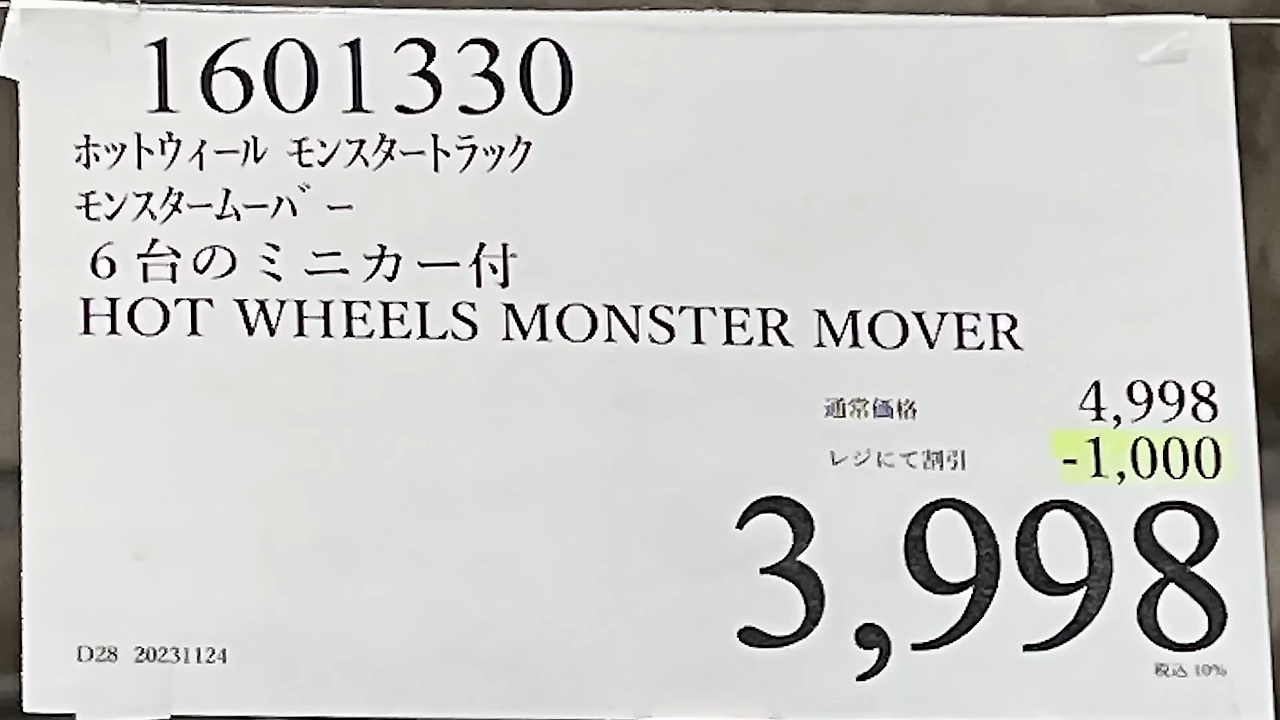 1601330
ホットウィール モンスタートラック
モンスタームーバー
6台のミニカー付
HOT WHEELS MONSTER MOVER
通常価格 4,998
レジにて割引 -1,000
3,998
税込 10%
D28 20231124